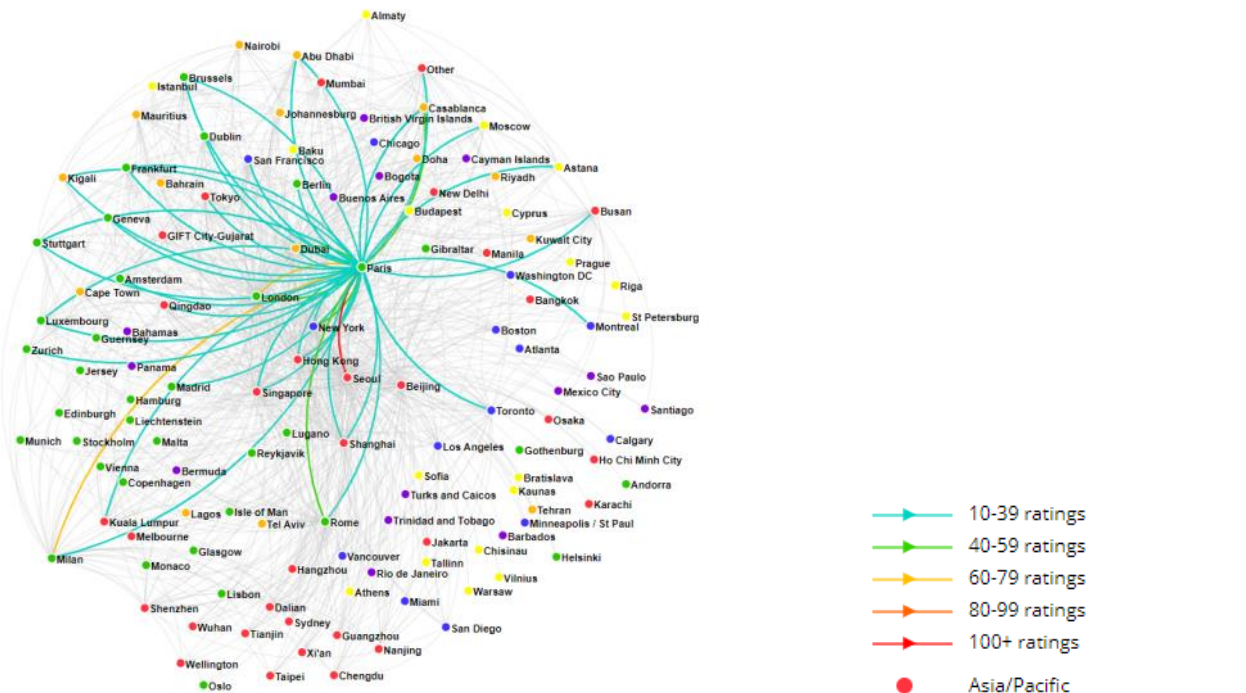 Almaty
Nairobi
Abu Dhabi
Other
Brussels
Mumbai
Istanbul
Casablanca
Mauritius
Johannesburg
British Virgin Islands
Moscow
Dublin
Chicago
Baku
San Francisco
Doha
Cayman Islands
Frankfurt
Astana
Kigali
Bahrain
Berlin
Bogota
Riyadh
Tokyo
Buenos Aires
New Delhi
Geneva
Budapest
Cyprus
Busan
Stuttgart
GIFT City-Gujarat
Dubai
Gibraltar
Manila
Kuwait City
Paris
Prague
Amsterdam
Washington DC
Cape Town
London
Riga
Qingdao
Bangkok
Luxembourg
St Petersburg
Bahamas
New York
Boston
Montreal
Guernsey
Zurich
Atlanta
Jersey
Panama
Hong Kong
Seoul
Sao Paulo
Madrid
Singapore
Beijing
Mexico City
Hamburg
Edinburgh
Liechtenstein
Toronto
Santiago
Osaka
Munich
Stockholm
Malta
Lugano
Shanghai
Los Angeles
Calgary
Reykjavik
Gothenburg
Ho Chi Minh City
Vienna
Bermuda
Copenhagen
Sofia
Bratislava
Andorra
Turks and Caicos
Kaunas
Karachi
Kuala Lumpur
Lagos
Isle of Man
Tel Aviv
Rome
Trinidad and Tobago
Tehran
Minneapolis / St Paul
10-39 ratings
Melbourne
Barbados
Milan
Glasgow
Jakarta
Chisinau
Helsinki
40-59 ratings
Monaco
Vancouver
Tallinn
Hangzhou
Rio de Janeiro
Vilnius
60-79 ratings
Lisbon
Athens
Warsaw
Shenzhen
Dalian
Miami
80-99 ratings
Wuhan
Tianjin
Sydney
Guangzhou
San Diego
100+ ratings
Wellington
Xi'an
Nanjing
Oslo
Taipei
Chengdu
Asia/Pacific